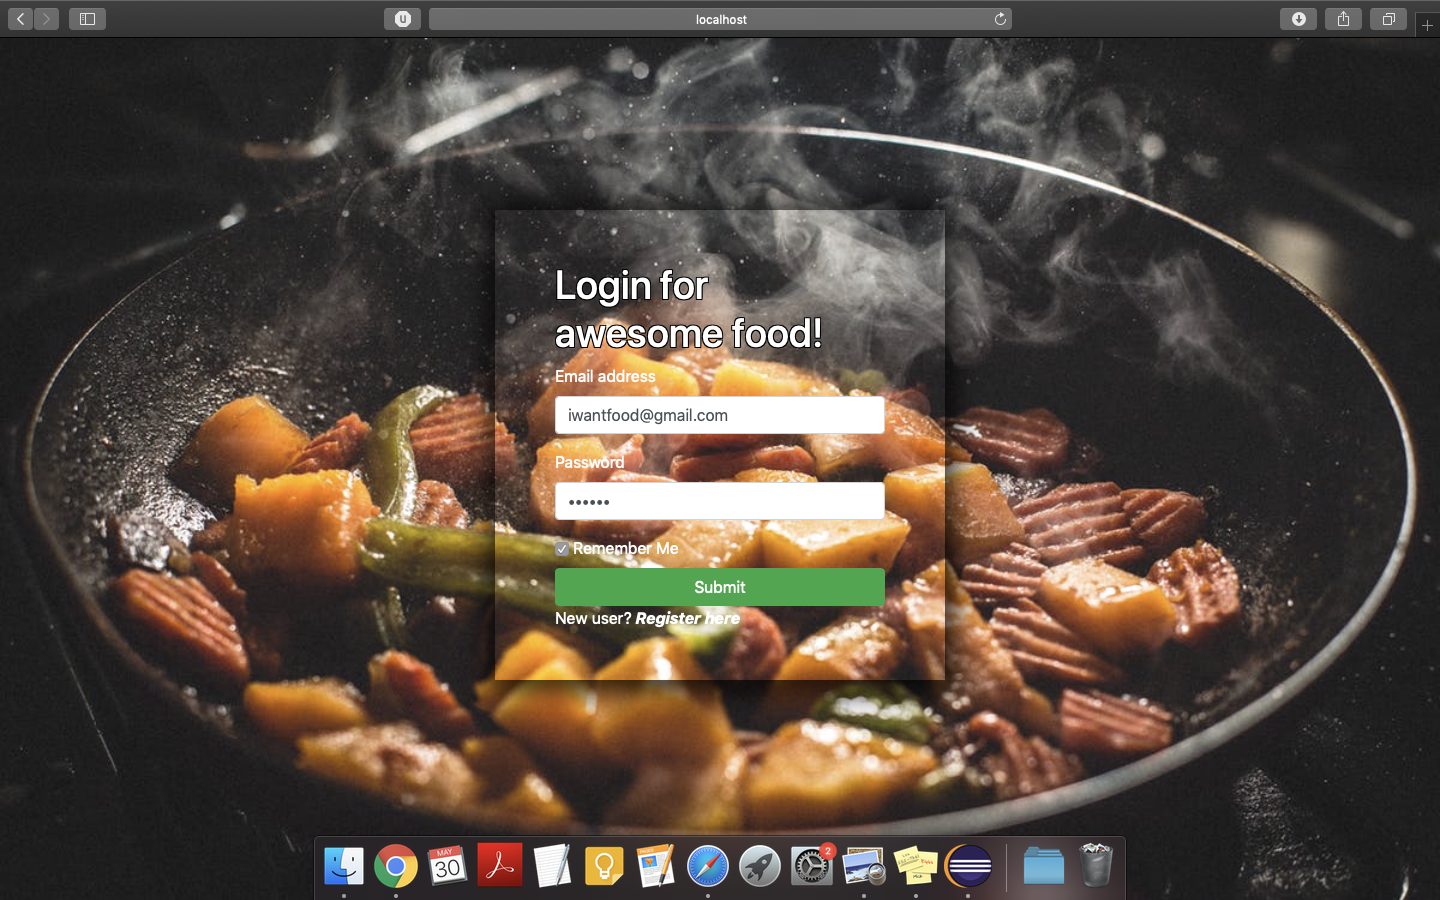 U
localhost
Login for
awesome food!
Email address
iwantfood@gmail.com
Password
••••••
Remember Me
Submit
New user? Register here
MAY
30
PAGES
2